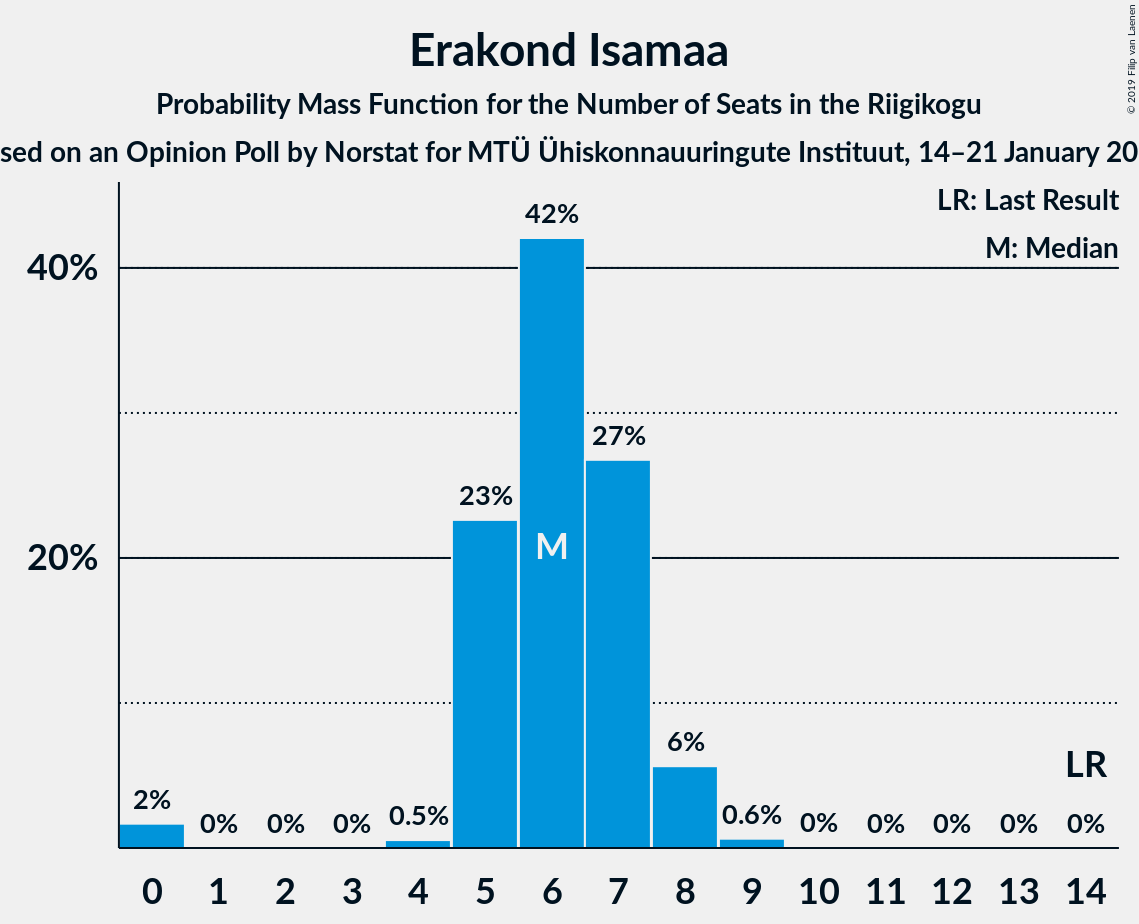 Erakond Isamaa
Probability Mass Function for the Number of Seats in the Riigikogu
sed on an Opinion Poll by Norstat for MTÜ Ühiskonnauuringute Instituut, 14–21 January 20
© 2019 Filip van Laenen
LR: Last Result
M: Median
40%
20%
2%
0%
0%
0%
0.5%
23%
42%
27%
6%
0.6%
0%
0%
0%
0%
0%
M
LR
0 1 2 3 4 5 6 7 8 9 10 11 12 13 14